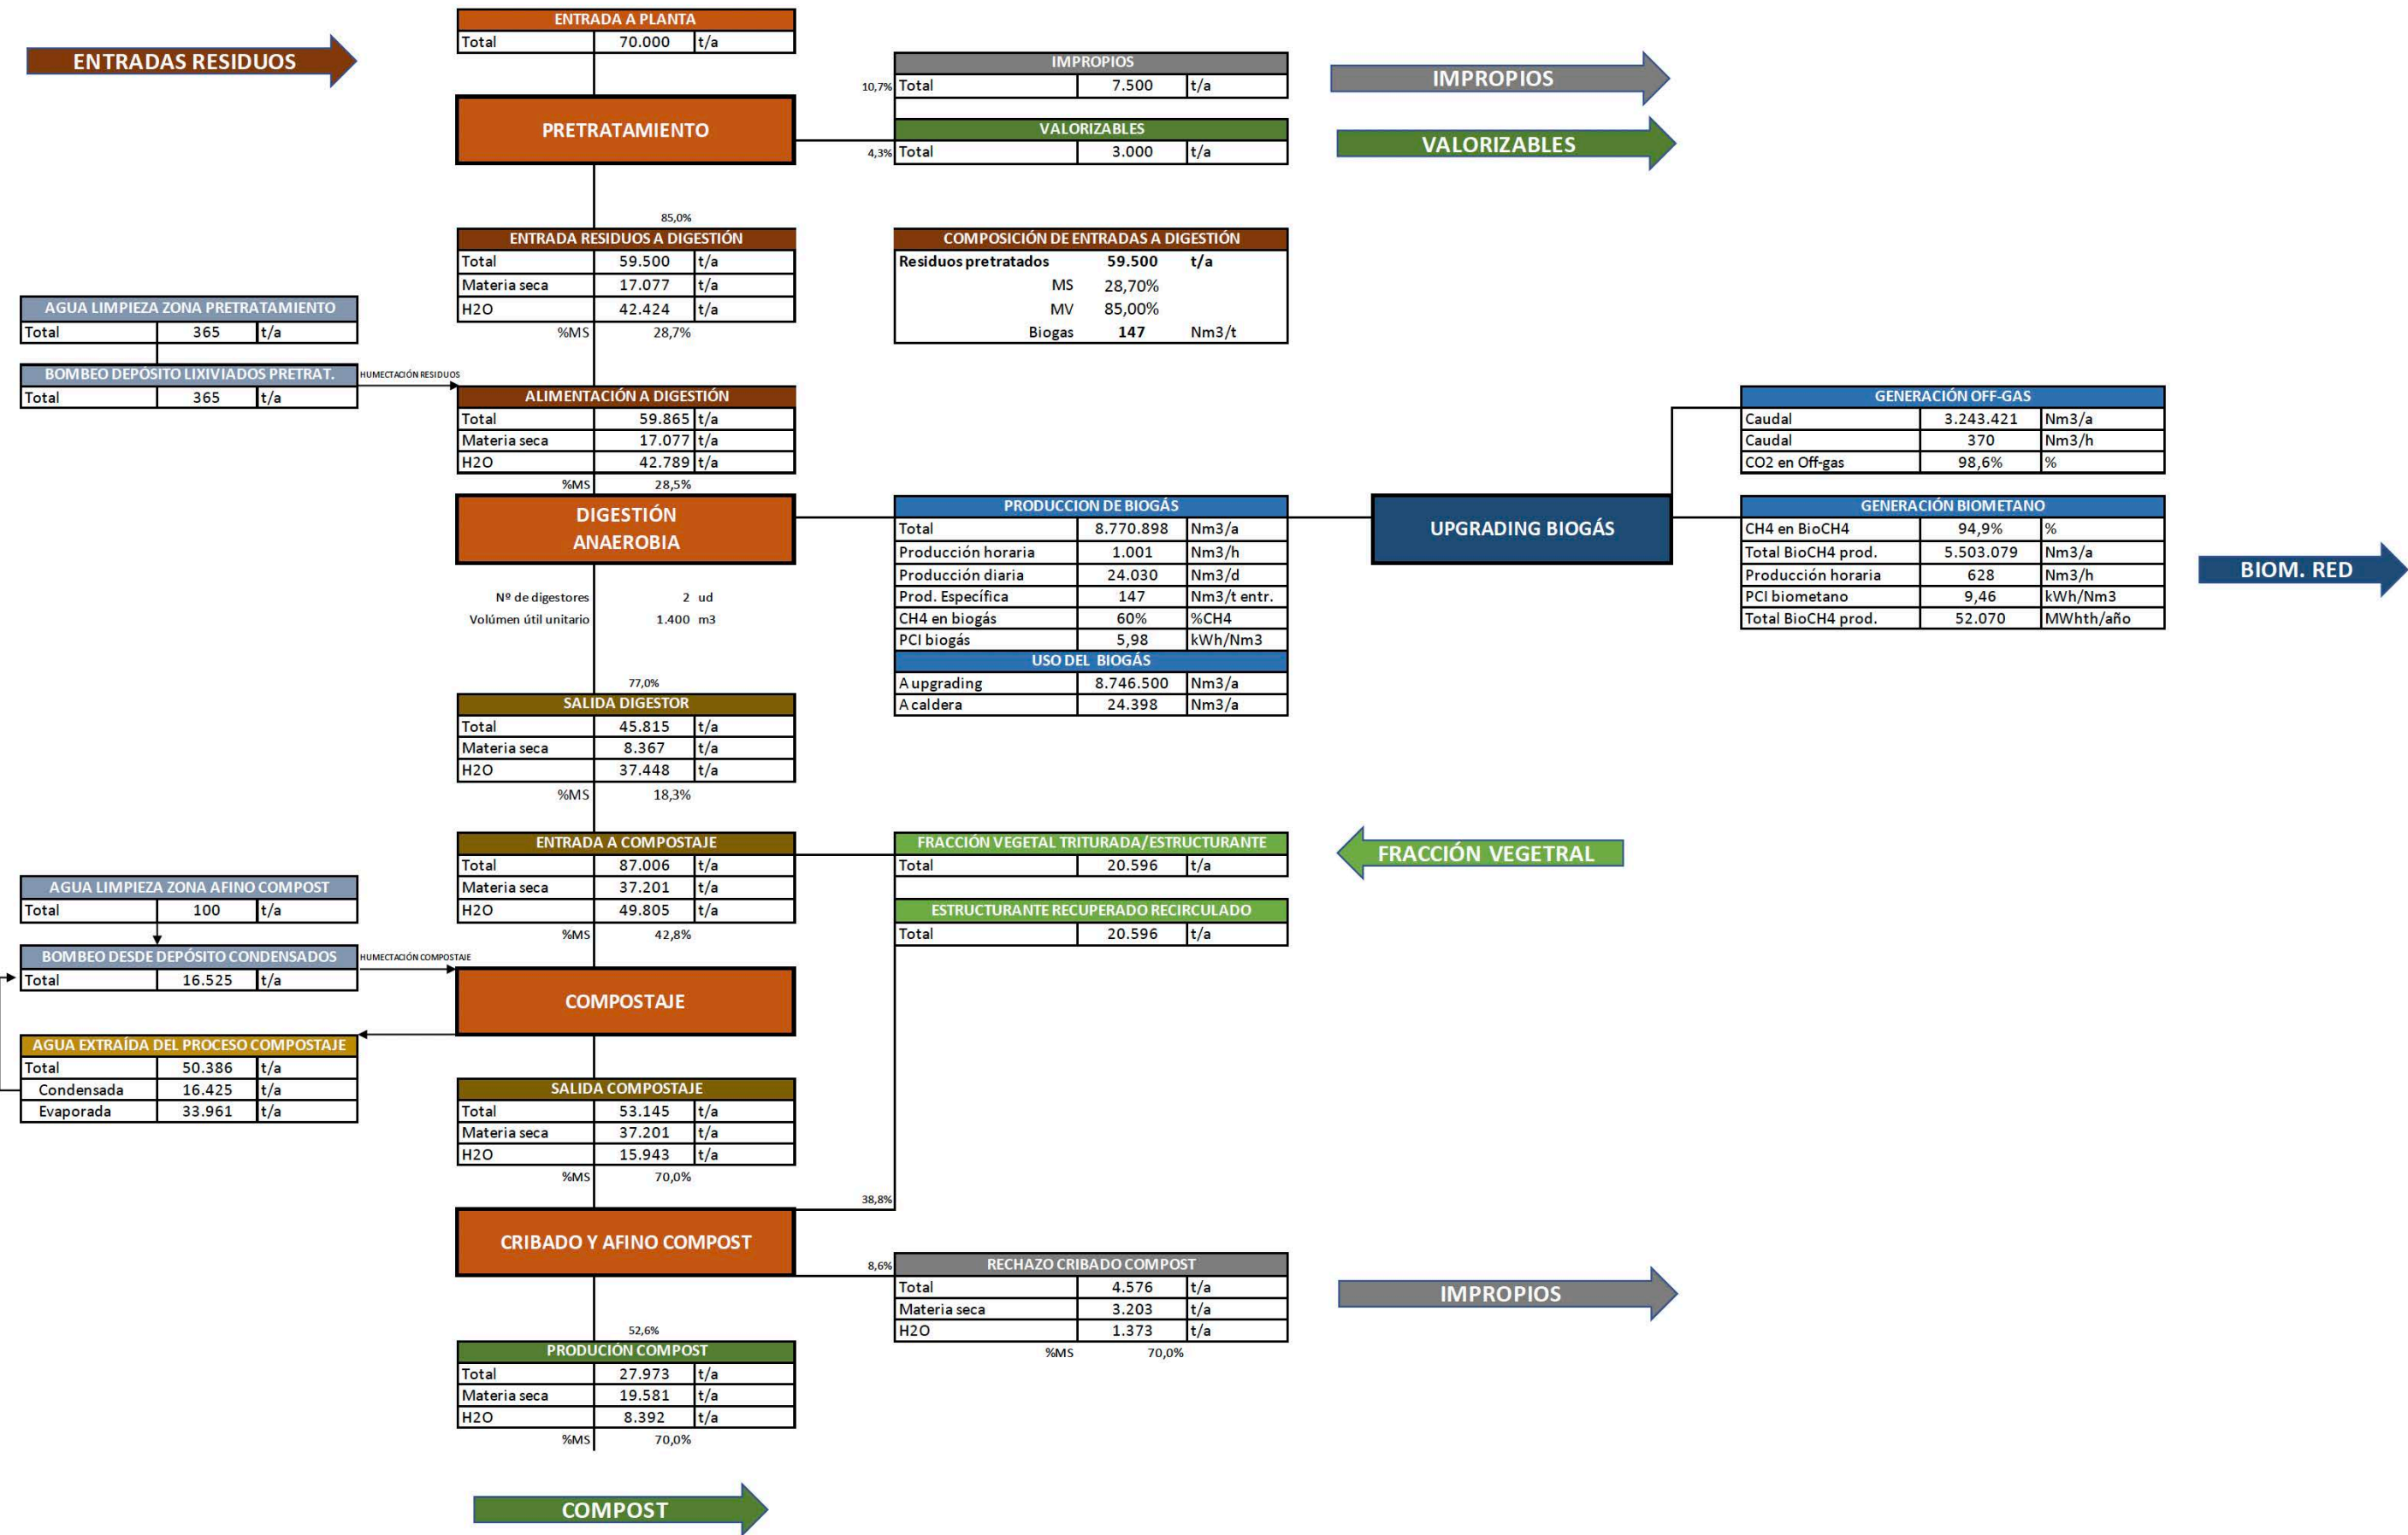 ENTRADAS RESIDUOS
ENTRADA A PLANTA
Total 70.000 t/a
PRETRATAMIENTO
IMPROPIOS
10,7% Total 7.500 t/a
VALORIZABLES
4,3% Total 3.000 t/a
IMPROPIOS
VALORIZABLES
85,0%
ENTRADA RESIDUOS A DIGESTIÓN
Total 59.500 t/a
Materia seca 17.077 t/a
H2O 42.424 t/a
%MS 28,7%
COMPOSICIÓN DE ENTRADAS A DIGESTIÓN
Residuos pretratados 59.500 t/a
MS 28,70%
MV 85,00%
Biogas 147 Nm3/t
AGUA LIMPIEZA ZONA PRETRATAMIENTO
Total 365 t/a
BOMBEO DEPÓSITO LIXIVIADOS PRETRAT.
Total 365 t/a
HUMECTACIÓN RESIDUOS
ALIMENTACIÓN A DIGESTIÓN
Total 59.865 t/a
Materia seca 17.077 t/a
H2O 42.789 t/a
%MS 28,5%
DIGESTIÓN
ANAEROBIA
Nº de digestores 2 ud
Volúmen útil unitario 1.400 m3
PRODUCCION DE BIOGÁS
Total 8.770.898 Nm3/a
Producción horaria 1.001 Nm3/h
Producción diaria 24.030 Nm3/d
Prod. Específica 147 Nm3/t entr.
CH4 en biogás 60% %CH4
PCI biogás 5,98 kWh/Nm3
USO DEL BIOGÁS
A upgrading 8.746.500 Nm3/a
A caldera 24.398 Nm3/a
UPGRADING BIOGÁS
GENERACIÓN OFF-GAS
Caudal 3.243.421 Nm3/a
Caudal 370 Nm3/h
CO2 en Off-gas 98,6% %
GENERACIÓN BIOMETANO
CH4 en BioCH4 94,9% %
Total BioCH4 prod. 5.503.079 Nm3/a
Producción horaria 628 Nm3/h
PCI biometano 9,46 kWh/Nm3
Total BioCH4 prod. 52.070 MWhth/año
BIOM. RED
77,0%
SALIDA DIGESTOR
Total 45.815 t/a
Materia seca 8.367 t/a
H2O 37.448 t/a
%MS 18,3%
ENTRADA A COMPOSTAJE
Total 87.006 t/a
Materia seca 37.201 t/a
H2O 49.805 t/a
%MS 42,8%
FRACCIÓN VEGETAL TRITURADA/ESTRUCTURANTE
Total 20.596 t/a
ESTRUCTURANTE RECUPERADO RECIRCULADO
Total 20.596 t/a
FRACCIÓN VEGETRAL
AGUA LIMPIEZA ZONA AFINO COMPOST
Total 100 t/a
BOMBEO DESDE DEPÓSITO CONDENSADOS
Total 16.525 t/a
HUMECTACIÓN COMPOSTAJE
COMPOSTAJE
AGUA EXTRAÍDA DEL PROCESO COMPOSTAJE
Total 50.386 t/a
Condensada 16.425 t/a
Evaporada 33.961 t/a
SALIDA COMPOSTAJE
Total 53.145 t/a
Materia seca 37.201 t/a
H2O 15.943 t/a
%MS 70,0%
38,8%
CRIBADO Y AFINO COMPOST
RECHAZO CRIBADO COMPOST
8,6% Total 4.576 t/a
Materia seca 3.203 t/a
H2O 1.373 t/a
%MS 70,0%
IMPROPIOS
52,6%
PRODUCIÓN COMPOST
Total 27.973 t/a
Materia seca 19.581 t/a
H2O 8.392 t/a
%MS 70,0%
COMPOST